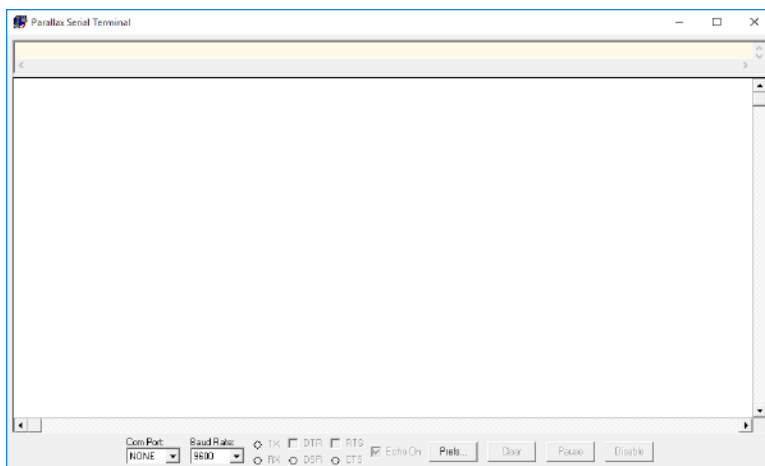 Parallax Serial Terminal
Com Port: Baud Rate: TX DTR RTS
NONE 9600 RX DSR CTS Echo On Prefs... Clear Pause Disable